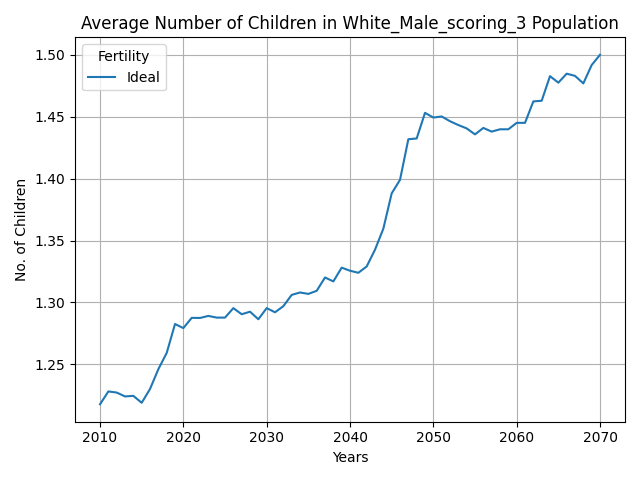 Average Number of Children in White_Male_scoring_3 Population
Fertility
Ideal
No. of Children
1.50
1.45
1.40
1.35
1.30
1.25
2010 2020 2030 2040 2050 2060 2070
Years